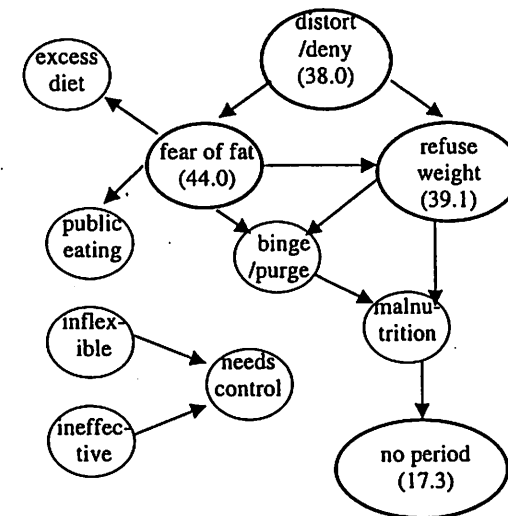 distort
/deny
(38.0)
excess
diet
fear of fat
(44.0)
refuse
weight
(39.1)
public
eating
binge
/purge
inflex-
ible
malnu-
trition
needs
control
ineffec-
tive
no period
(17.3)